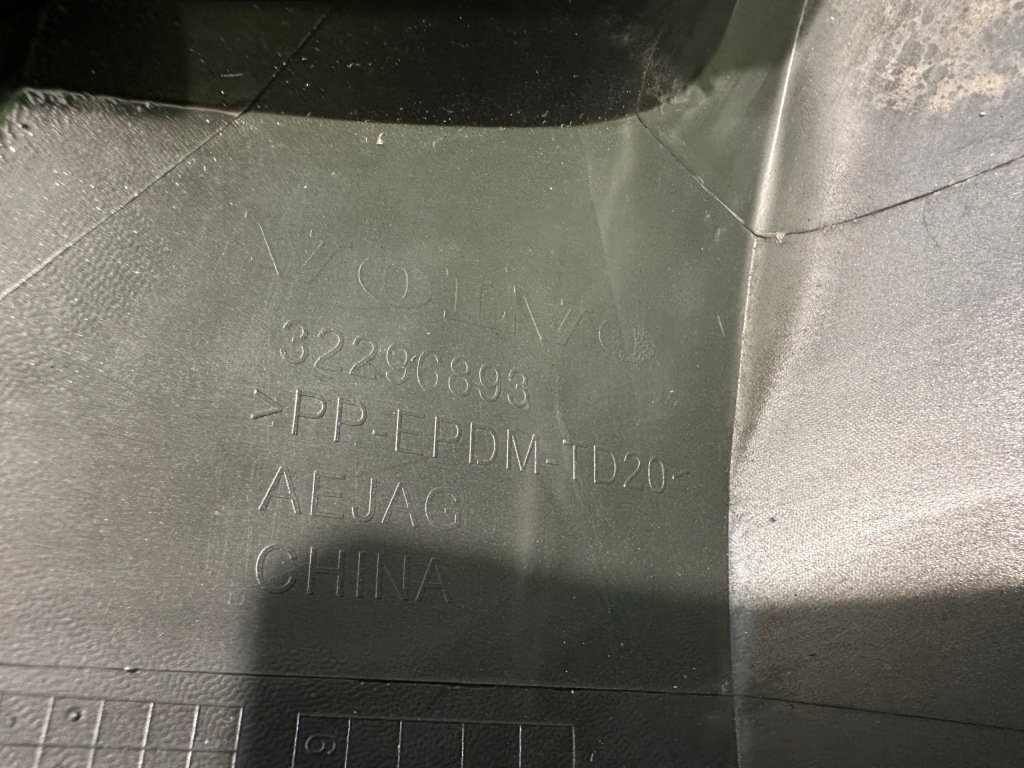 VOLVO
32296893
>PP-EPDM-TD20<
AEJAG
CHINA